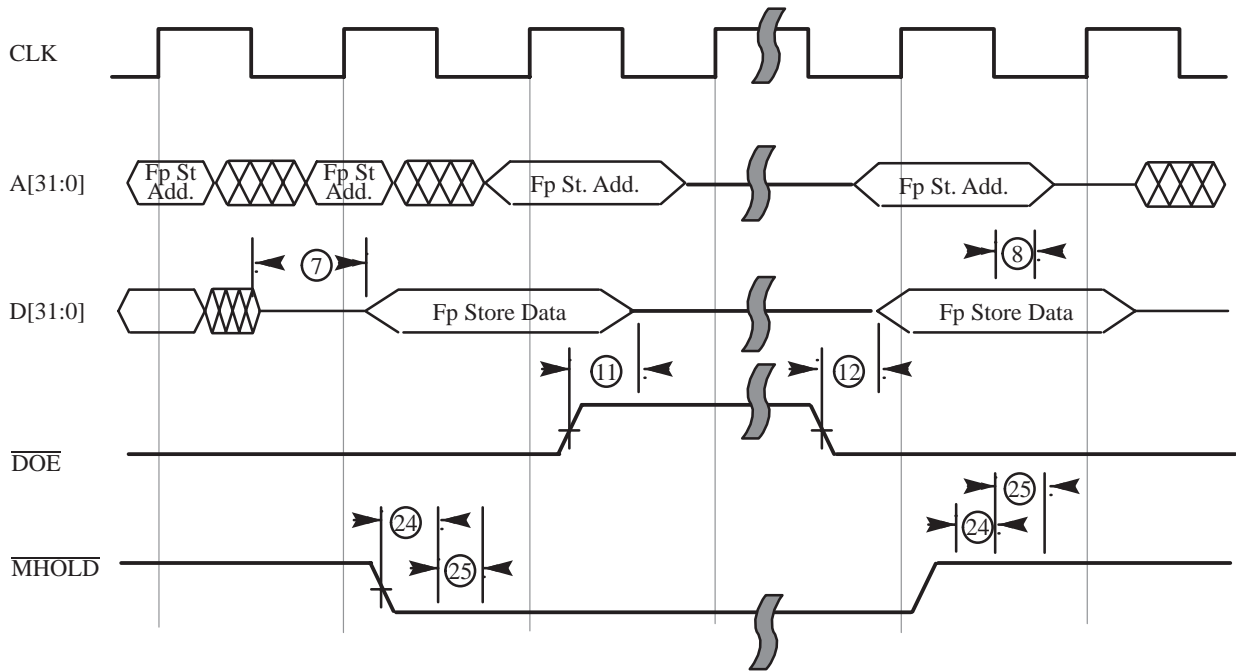 CLK
Fp St
Add.
Fp St
Add.
A[31:0]
Fp St. Add.
Fp St. Add.
7
8
D[31:0]
Fp Store Data
Fp Store Data
11
12
DOE
25
24
24
MHOLD
25